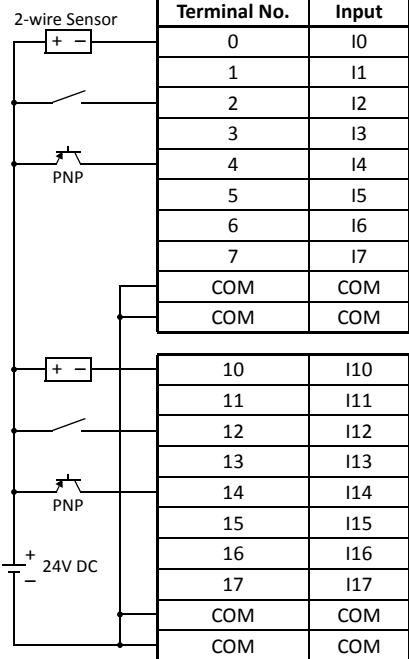 2-wire Sensor
Terminal No. Input
+ − 0 I0
1 I1
2 I2
3 I3
4 I4
PNP
5 I5
6 I6
7 I7
COM COM
COM COM
+ − 10 I10
11 I11
12 I12
13 I13
14 I14
PNP
15 I15
16 I16
+
24V DC
−
17 I17
COM COM
COM COM